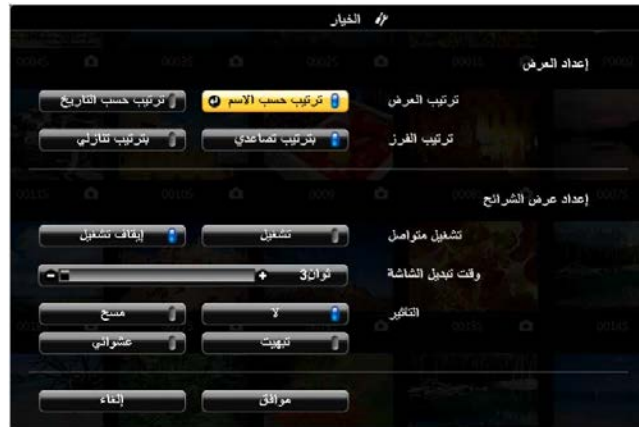 الخيار
إعداد العرض
ترتيب العرض ترتيب حسب الاسم ترتيب حسب التاريخ
ترتيب الفرز بترتيب تصاعدي بترتيب تنازلي
إعداد عرض الشرائح
تشغيل متواصل تشغيل إيقاف تشغيل
وقت تبديل الشاشة 3ثوان + -
التأثير لا مسح
تبهيت عشوائي
موافق إلغاء